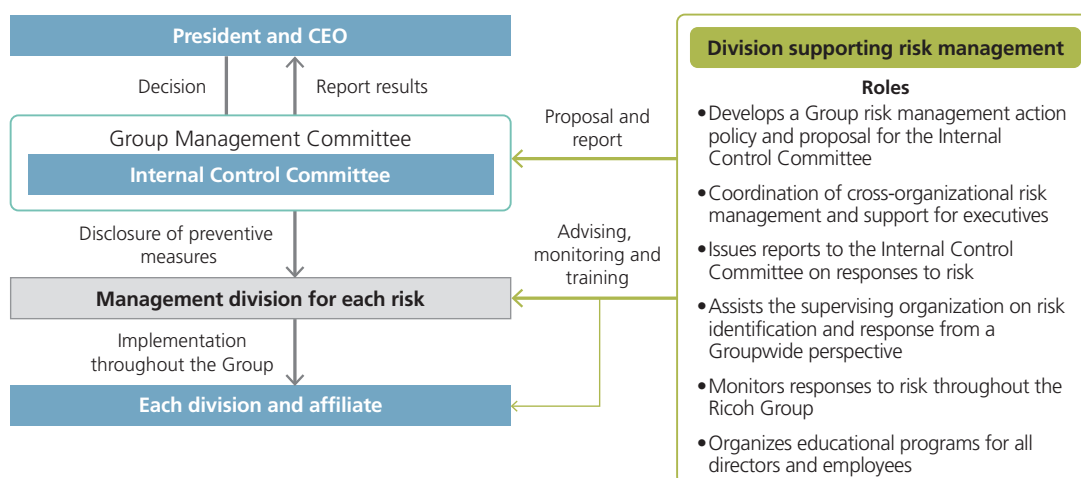 President and CEO
Decision
Report results
Group Management Committee
Internal Control Committee
Disclosure of preventive
measures
Management division for each risk
Implementation
throughout the Group
Each division and affiliate
Proposal and
report
Advising,
monitoring and
training
Division supporting risk management
Roles
•Develops a Group risk management action
policy and proposal for the Internal
Control Committee
•Coordination of cross-organizational risk
management and support for executives
•Issues reports to the Internal Control
Committee on responses to risk
•Assists the supervising organization on risk
identification and response from a
Groupwide perspective
•Monitors responses to risk throughout the
Ricoh Group
•Organizes educational programs for all
directors and employees